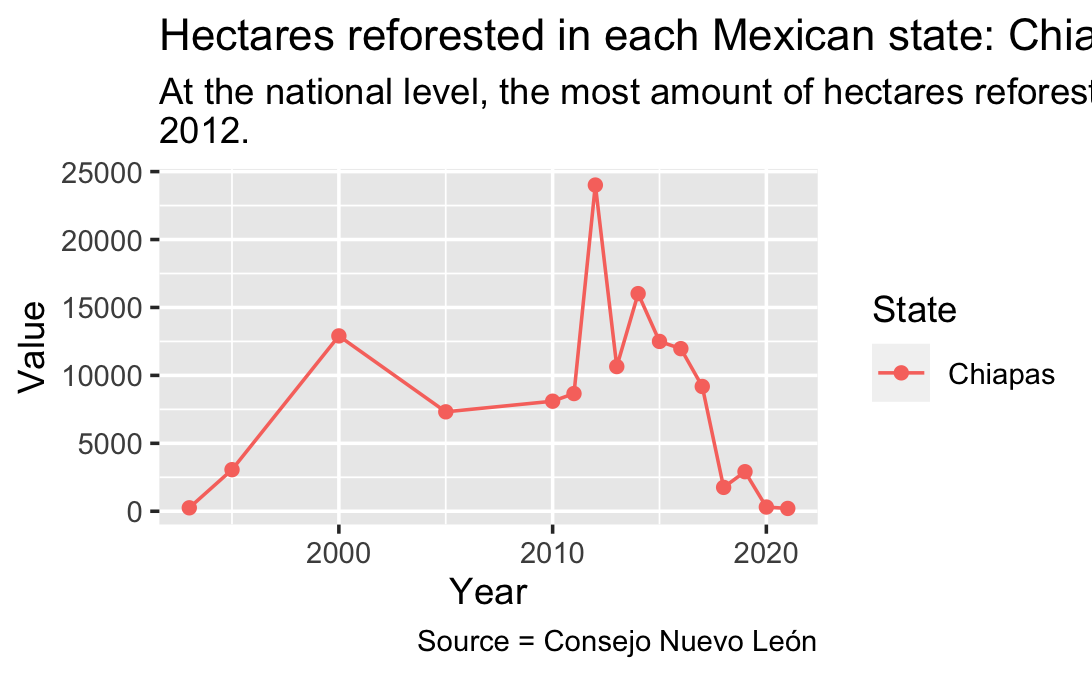 Hectares reforested in each Mexican state: Chia
At the national level, the most amount of hectares reforest
2012.
25000
20000
15000
10000
5000
0
Value
2000 2010 2020
Year
State
Chiapas
Source = Consejo Nuevo León